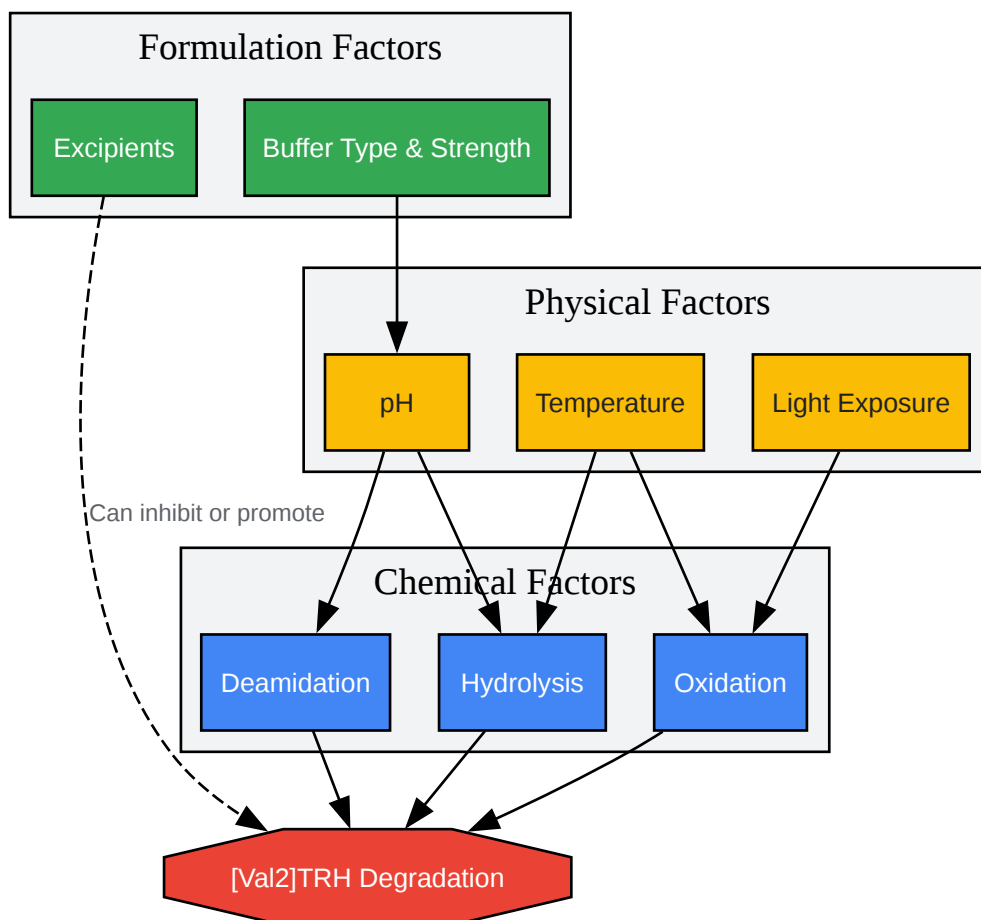 Formulation Factors
Excipients
Buffer Type & Strength
Physical Factors
pH
Temperature
Light Exposure
Can inhibit or promote
Chemical Factors
Deamidation
Hydrolysis
Oxidation
[Val2]TRH Degradation